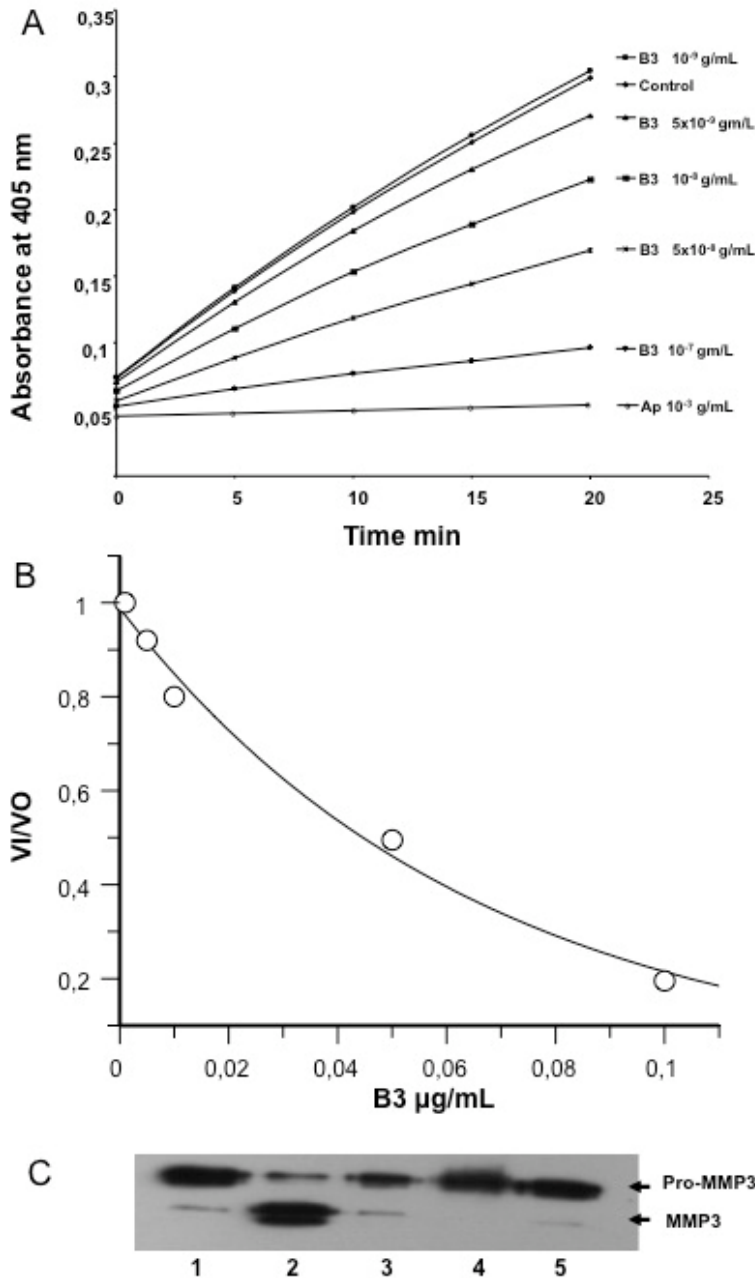 A
0,35
0,3
0,25
0,2
0,15
0,1
0,05
Absorbance at 405 nm
0 5 10 15 20 25
Time min
B3 10⁻⁹ g/mL
Control
B3 5x10⁻⁹ gm/L
B3 10⁻⁸ g/mL
B3 5x10⁻⁸ g/mL
B3 10⁻⁷ gm/L
Ap 10⁻³ g/mL
B
1
0,8
0,6
0,4
0,2
VI/VO
0 0,02 0,04 0,06 0,08 0,1
B3 µg/mL
C
Pro-MMP3
MMP3
1 2 3 4 5